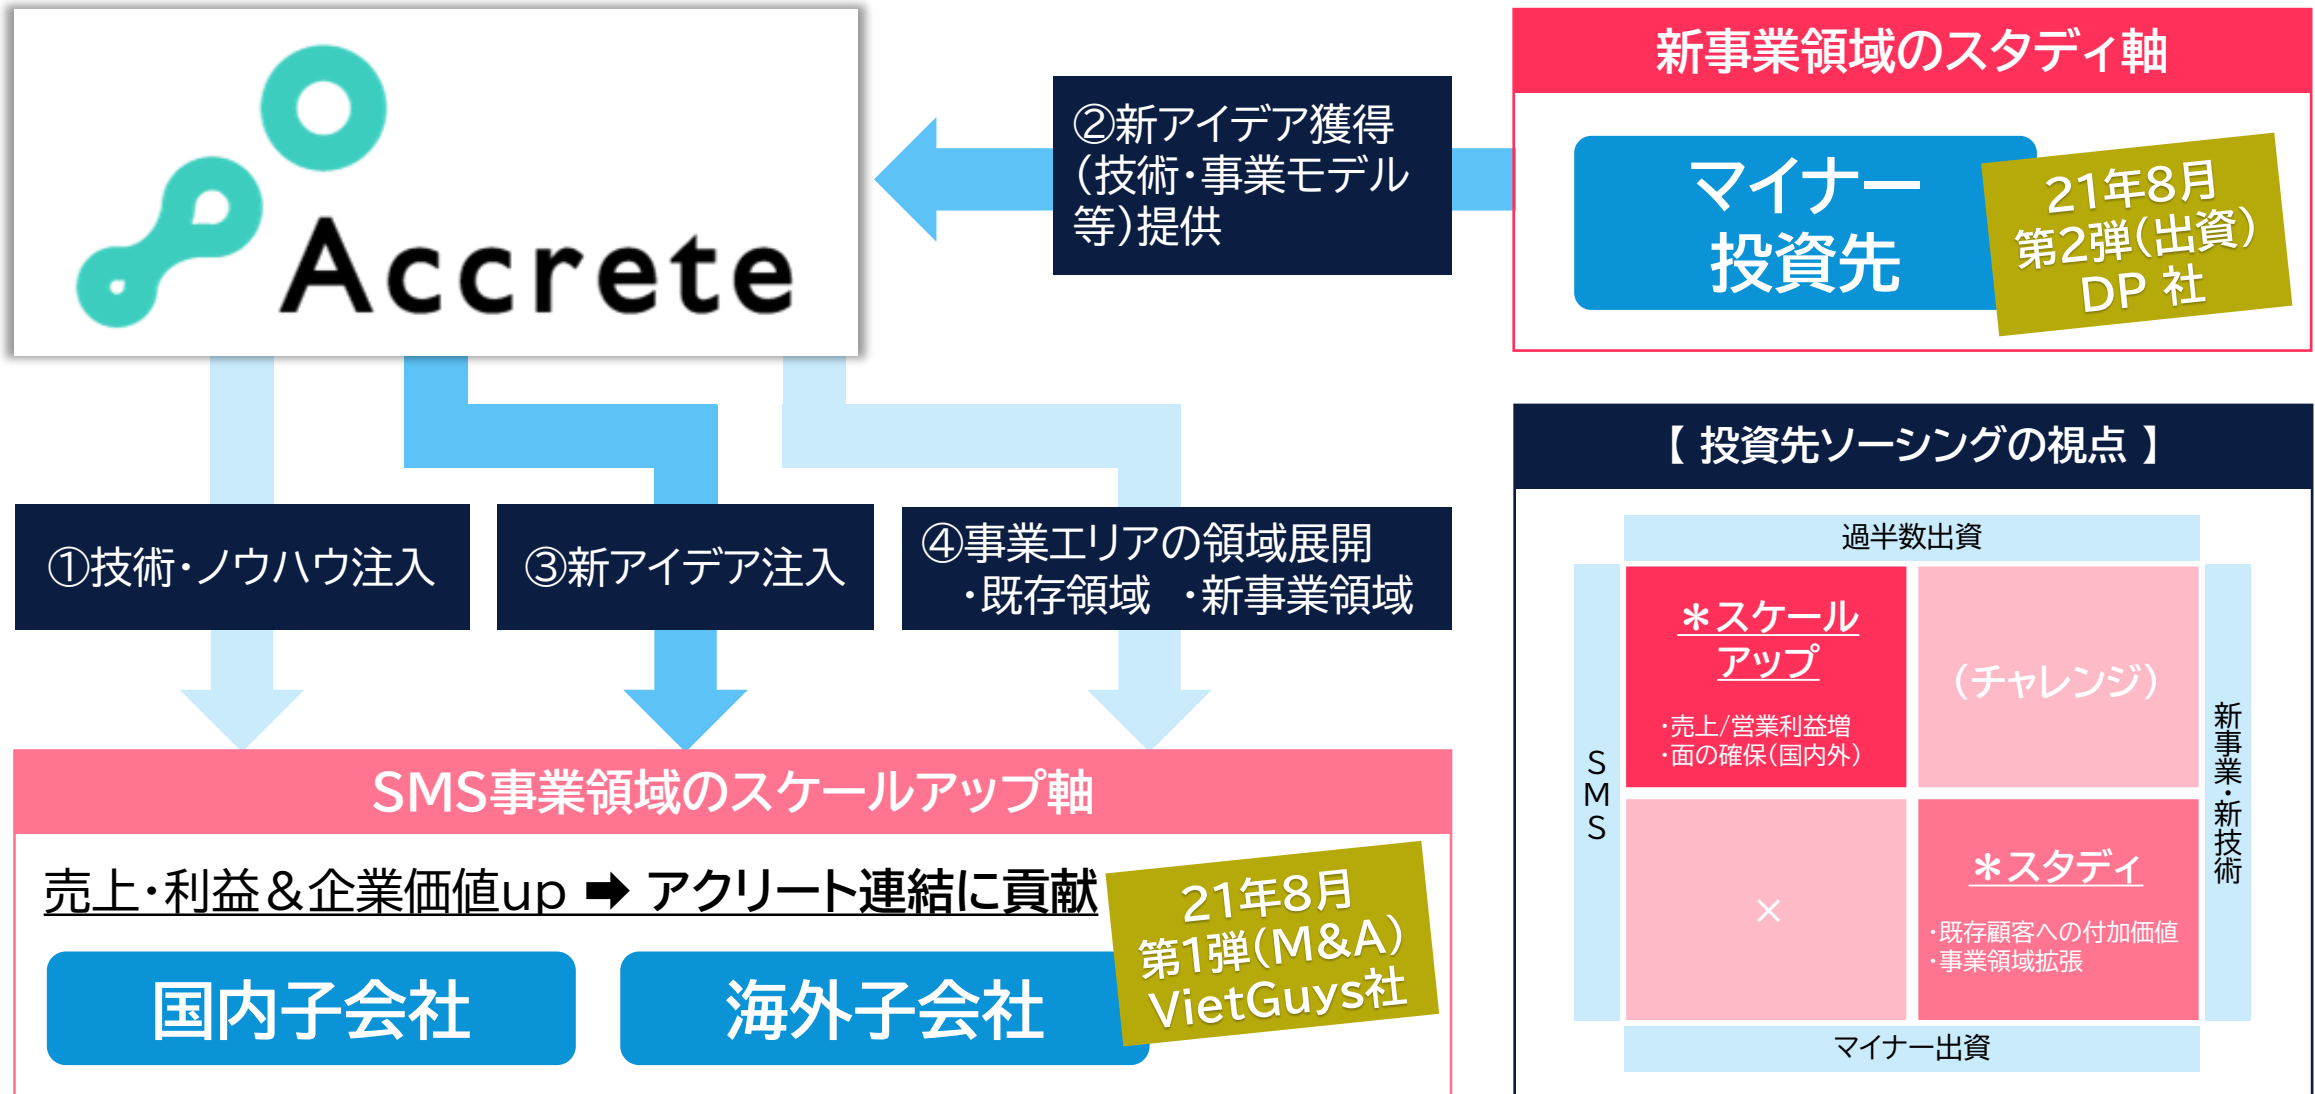 Accrete
②新アイデア獲得
（技術・事業モデル
等）提供
新事業領域のスタディ軸
マイナー
投資先
21年8月
第2弾（出資）
DP 社
①技術・ノウハウ注入
③新アイデア注入
④事業エリアの領域展開
・既存領域　・新事業領域
SMS事業領域のスケールアップ軸
売上・利益＆企業価値up ➡ アクリート連結に貢献
国内子会社
海外子会社
21年8月
第1弾（M&A）
VietGuys社
【 投資先ソーシングの視点 】
過半数出資
SMS
＊スケール
アップ
・売上/営業利益増
・面の確保（国内外）
（チャレンジ）
×
＊スタディ
・既存顧客への付加価値
・事業領域拡張
新事業・新技術
マイナー出資